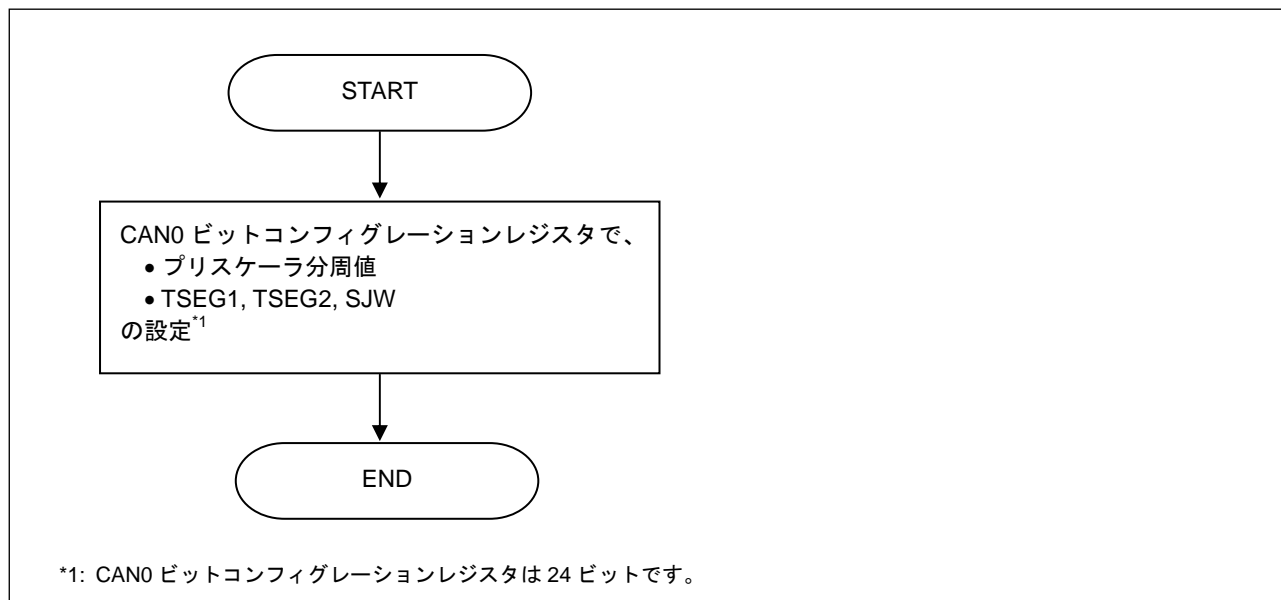 START
CAN0 ビットコンフィグレーションレジスタで、
• プリスケーラ分周値
• TSEG1, TSEG2, SJW
の設定*1
END
*1: CAN0 ビットコンフィグレーションレジスタは 24 ビットです。